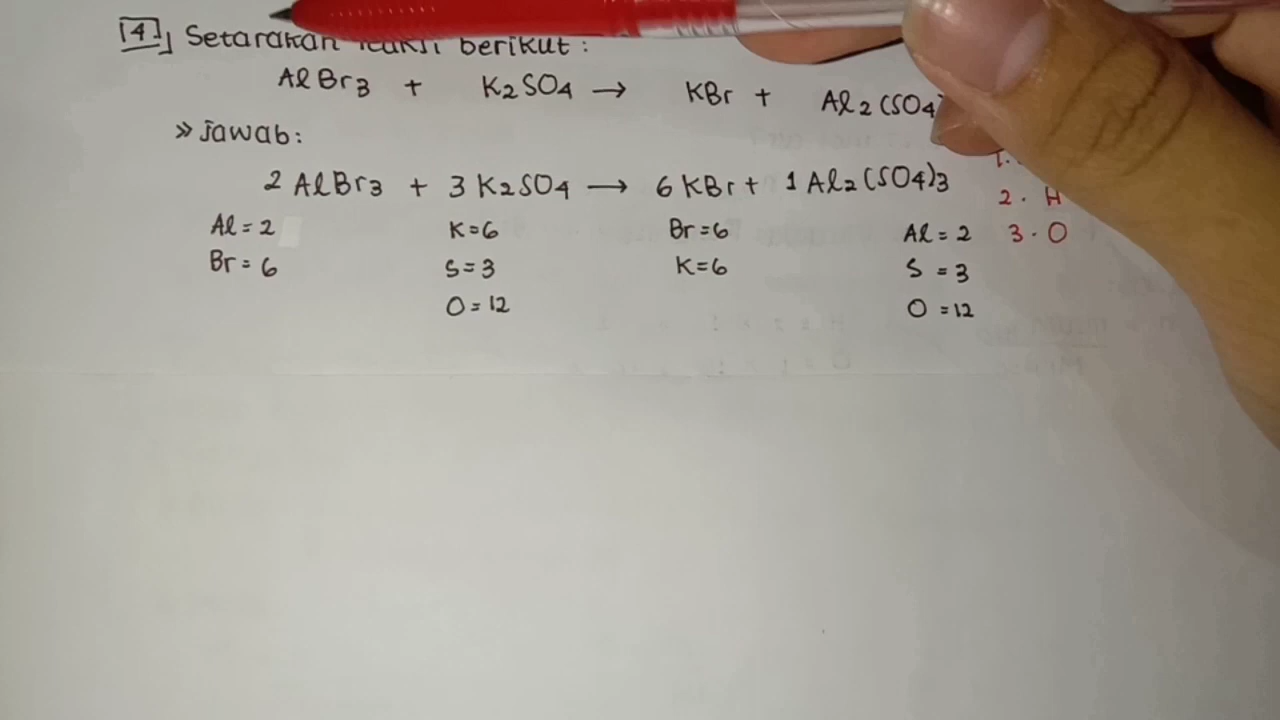 [4] Setarakan reaksi berikut :
AlBr3 + K2SO4 → KBr + Al2(SO4)
» Jawab:
2 AlBr3 + 3 K2SO4 → 6 KBr + 1 Al2(SO4)3
1.
2. H
3. O
Al = 2 K = 6 Br = 6 Al = 2
Br = 6 S = 3 K = 6 S = 3
O = 12 O = 12